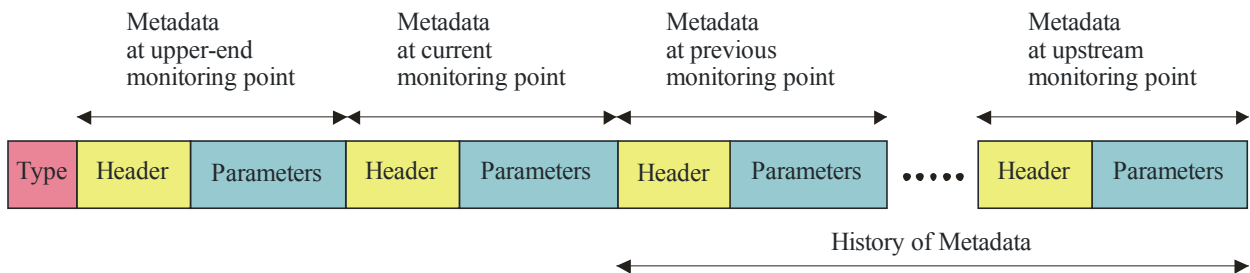 Metadata
at upper-end
monitoring point
Metadata
at current
monitoring point
Metadata
at previous
monitoring point
Metadata
at upstream
monitoring point
Type
Header
Parameters
Header
Parameters
Header
Parameters
Header
Parameters
History of Metadata